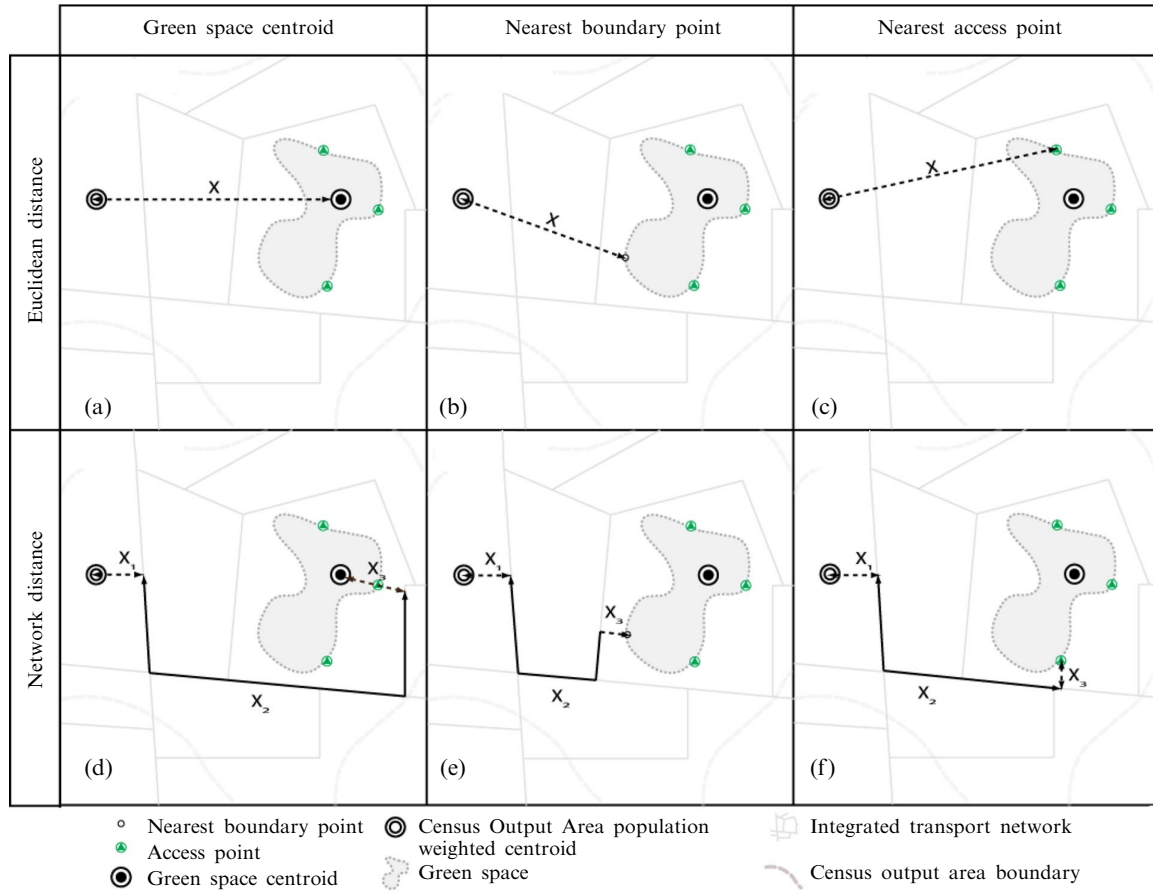 Green space centroid
Nearest boundary point
Nearest access point
Euclidean distance
X
X
X
(a)
(b)
(c)
Network distance
X₁
X₃
X₂
X₁
X₃
X₂
X₁
X₃
X₂
(d)
(e)
(f)
Nearest boundary point
Access point
Green space centroid
Census Output Area population
weighted centroid
Green space
Integrated transport network
Census output area boundary